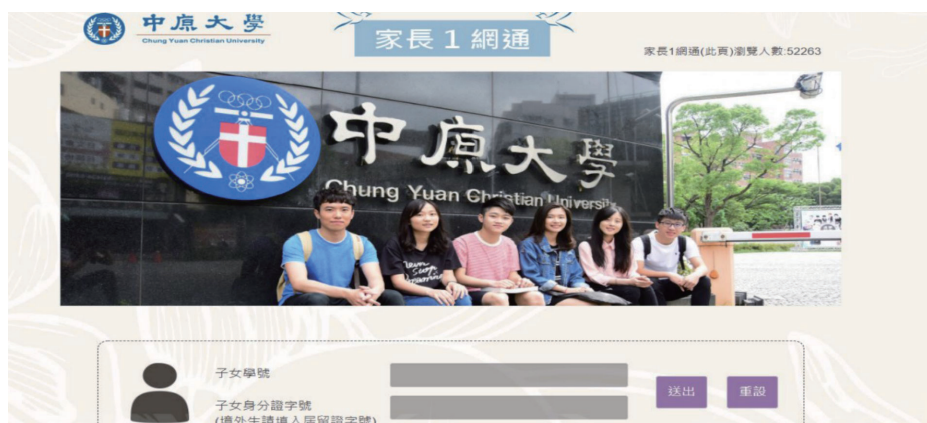 中原大學
Chung Yuan Christian University
家長1網通
家長1網通(此頁)瀏覽人數:52263
中原大學
Chung Yuan Christian Universit
子女學號
送出
重設
子女身分證字號
(境外生請填入居留證字號)